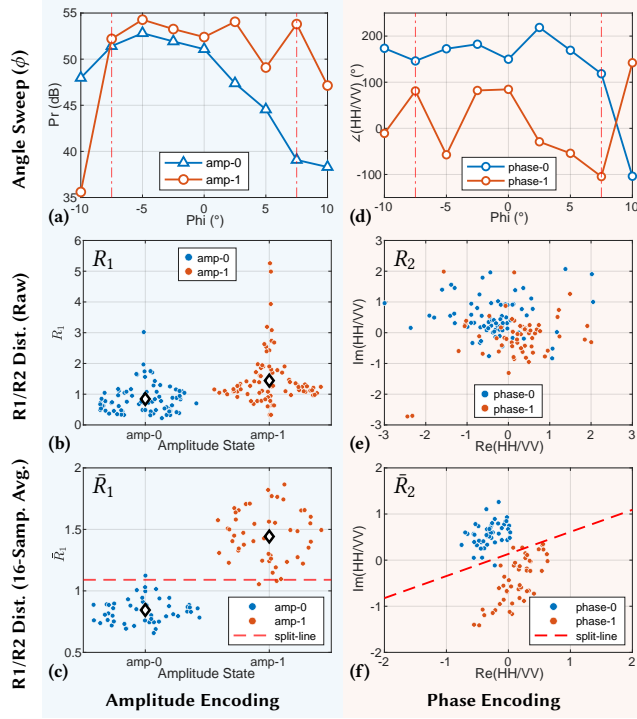 Angle Sweep (ϕ)
Pr (dB)
55
53
50
45
40
35
amp-0
amp-1
-10
-5
0
5
10
(a)
Phi (°)
∠(HH/VV) (°)
200
100
0
-100
phase-0
phase-1
-10
-5
0
5
10
(d)
Phi (°)
R1/R2 Dist. (Raw)
R₁
R₁
amp-0
amp-1
6
5
4
3
2
1
0
amp-0
amp-1
(b)
Amplitude State
R₂
Im(HH/VV)
3
2
1
0
-1
-2
-3
phase-0
phase-1
-3
-2
-1
0
1
2
3
(e)
Re(HH/VV)
R1/R2 Dist. (16-Samp. Avg.)
R̄₁
R̄₁
2
1.5
1
0.5
amp-0
amp-1
split-line
amp-0
amp-1
(c)
Amplitude State
R̄₂
Im(HH/VV)
2
1
0
-1
-2
phase-0
phase-1
split-line
-2
-1
0
1
2
(f)
Re(HH/VV)
Amplitude Encoding
Phase Encoding